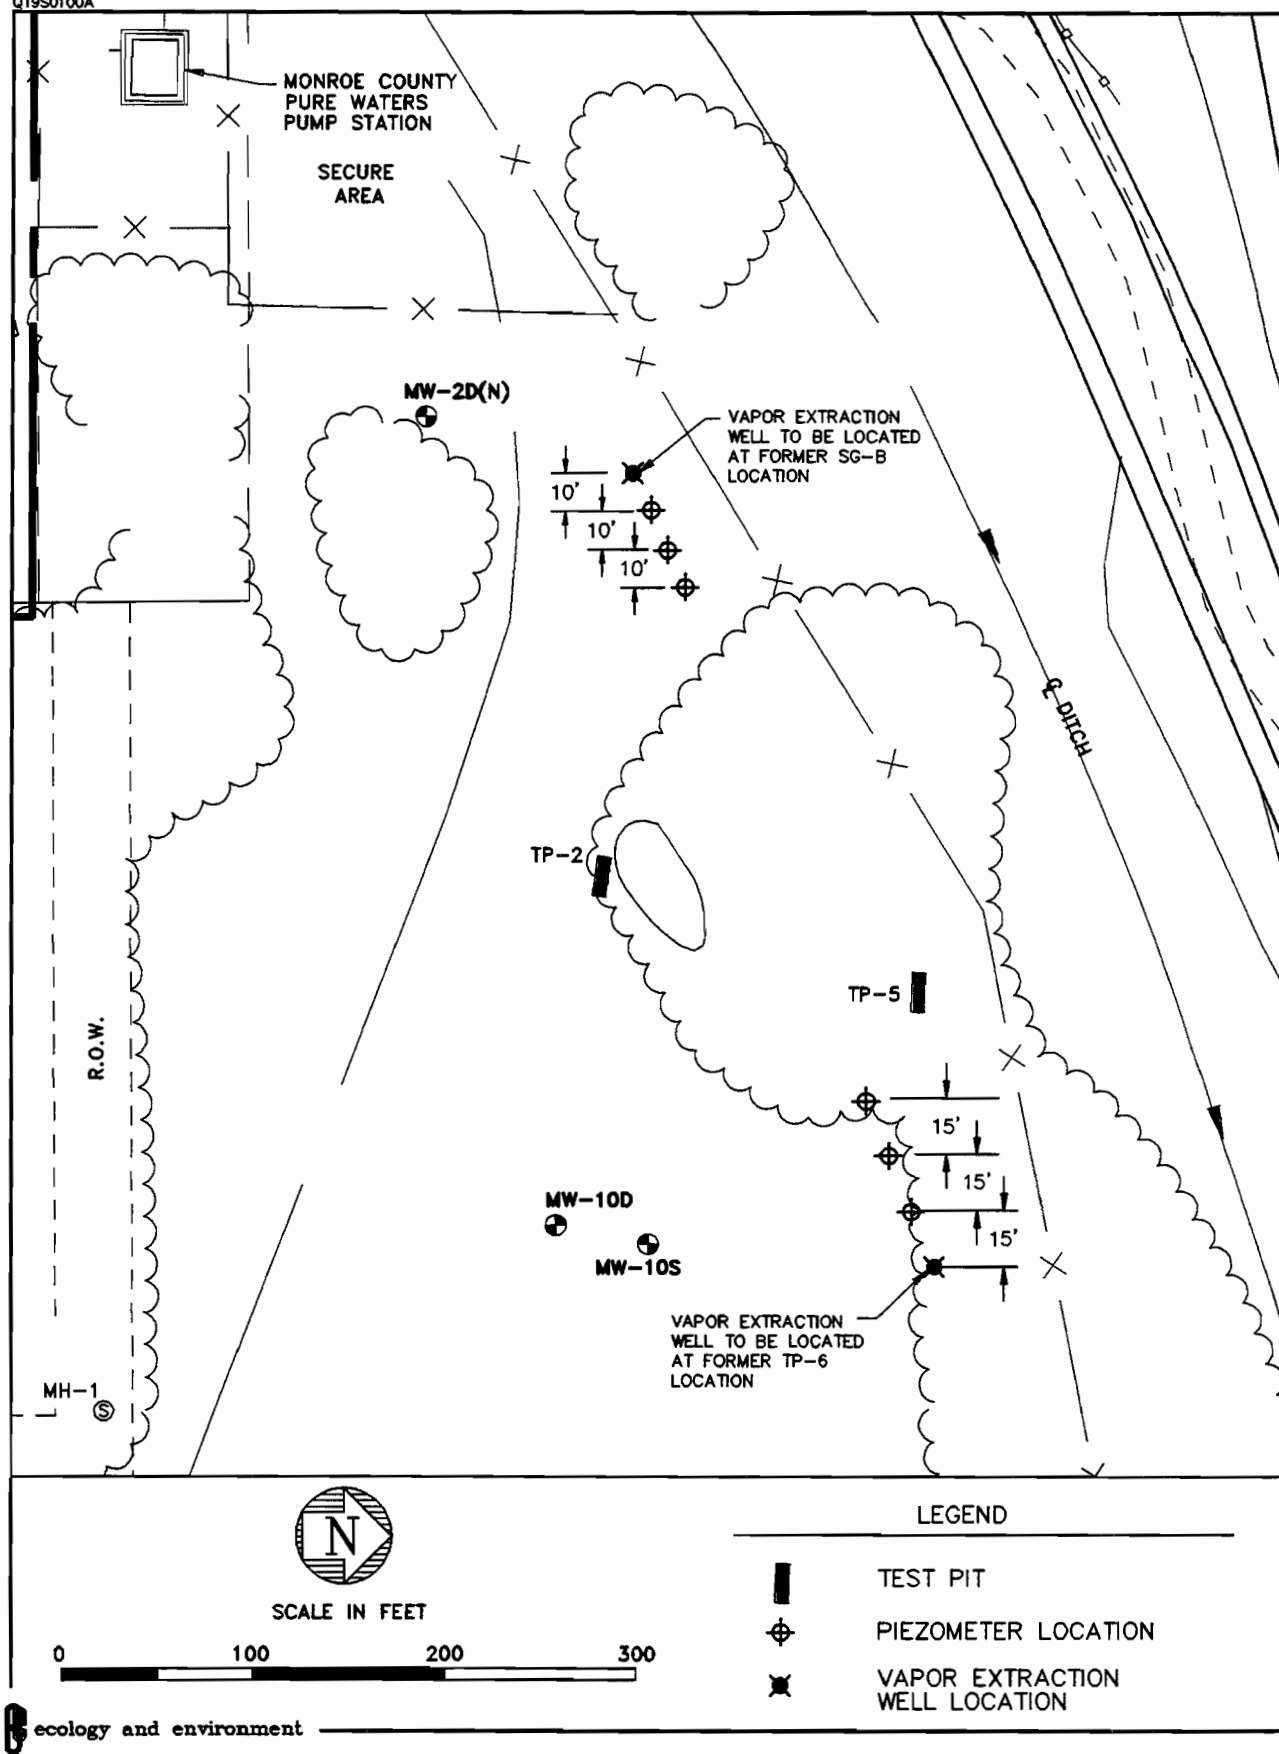 Q19S0100A
MONROE COUNTY
PURE WATERS
PUMP STATION
SECURE
AREA
MW-2D(N)
VAPOR EXTRACTION
WELL TO BE LOCATED
AT FORMER SG-B
LOCATION
10'
10'
10'
℄ DITCH
TP-2
TP-5
R.O.W.
15'
15'
15'
MW-10D
MW-10S
VAPOR EXTRACTION
WELL TO BE LOCATED
AT FORMER TP-6
LOCATION
MH-1
S
N
SCALE IN FEET
0 100 200 300
LEGEND
TEST PIT
PIEZOMETER LOCATION
VAPOR EXTRACTION
WELL LOCATION
ecology and environment